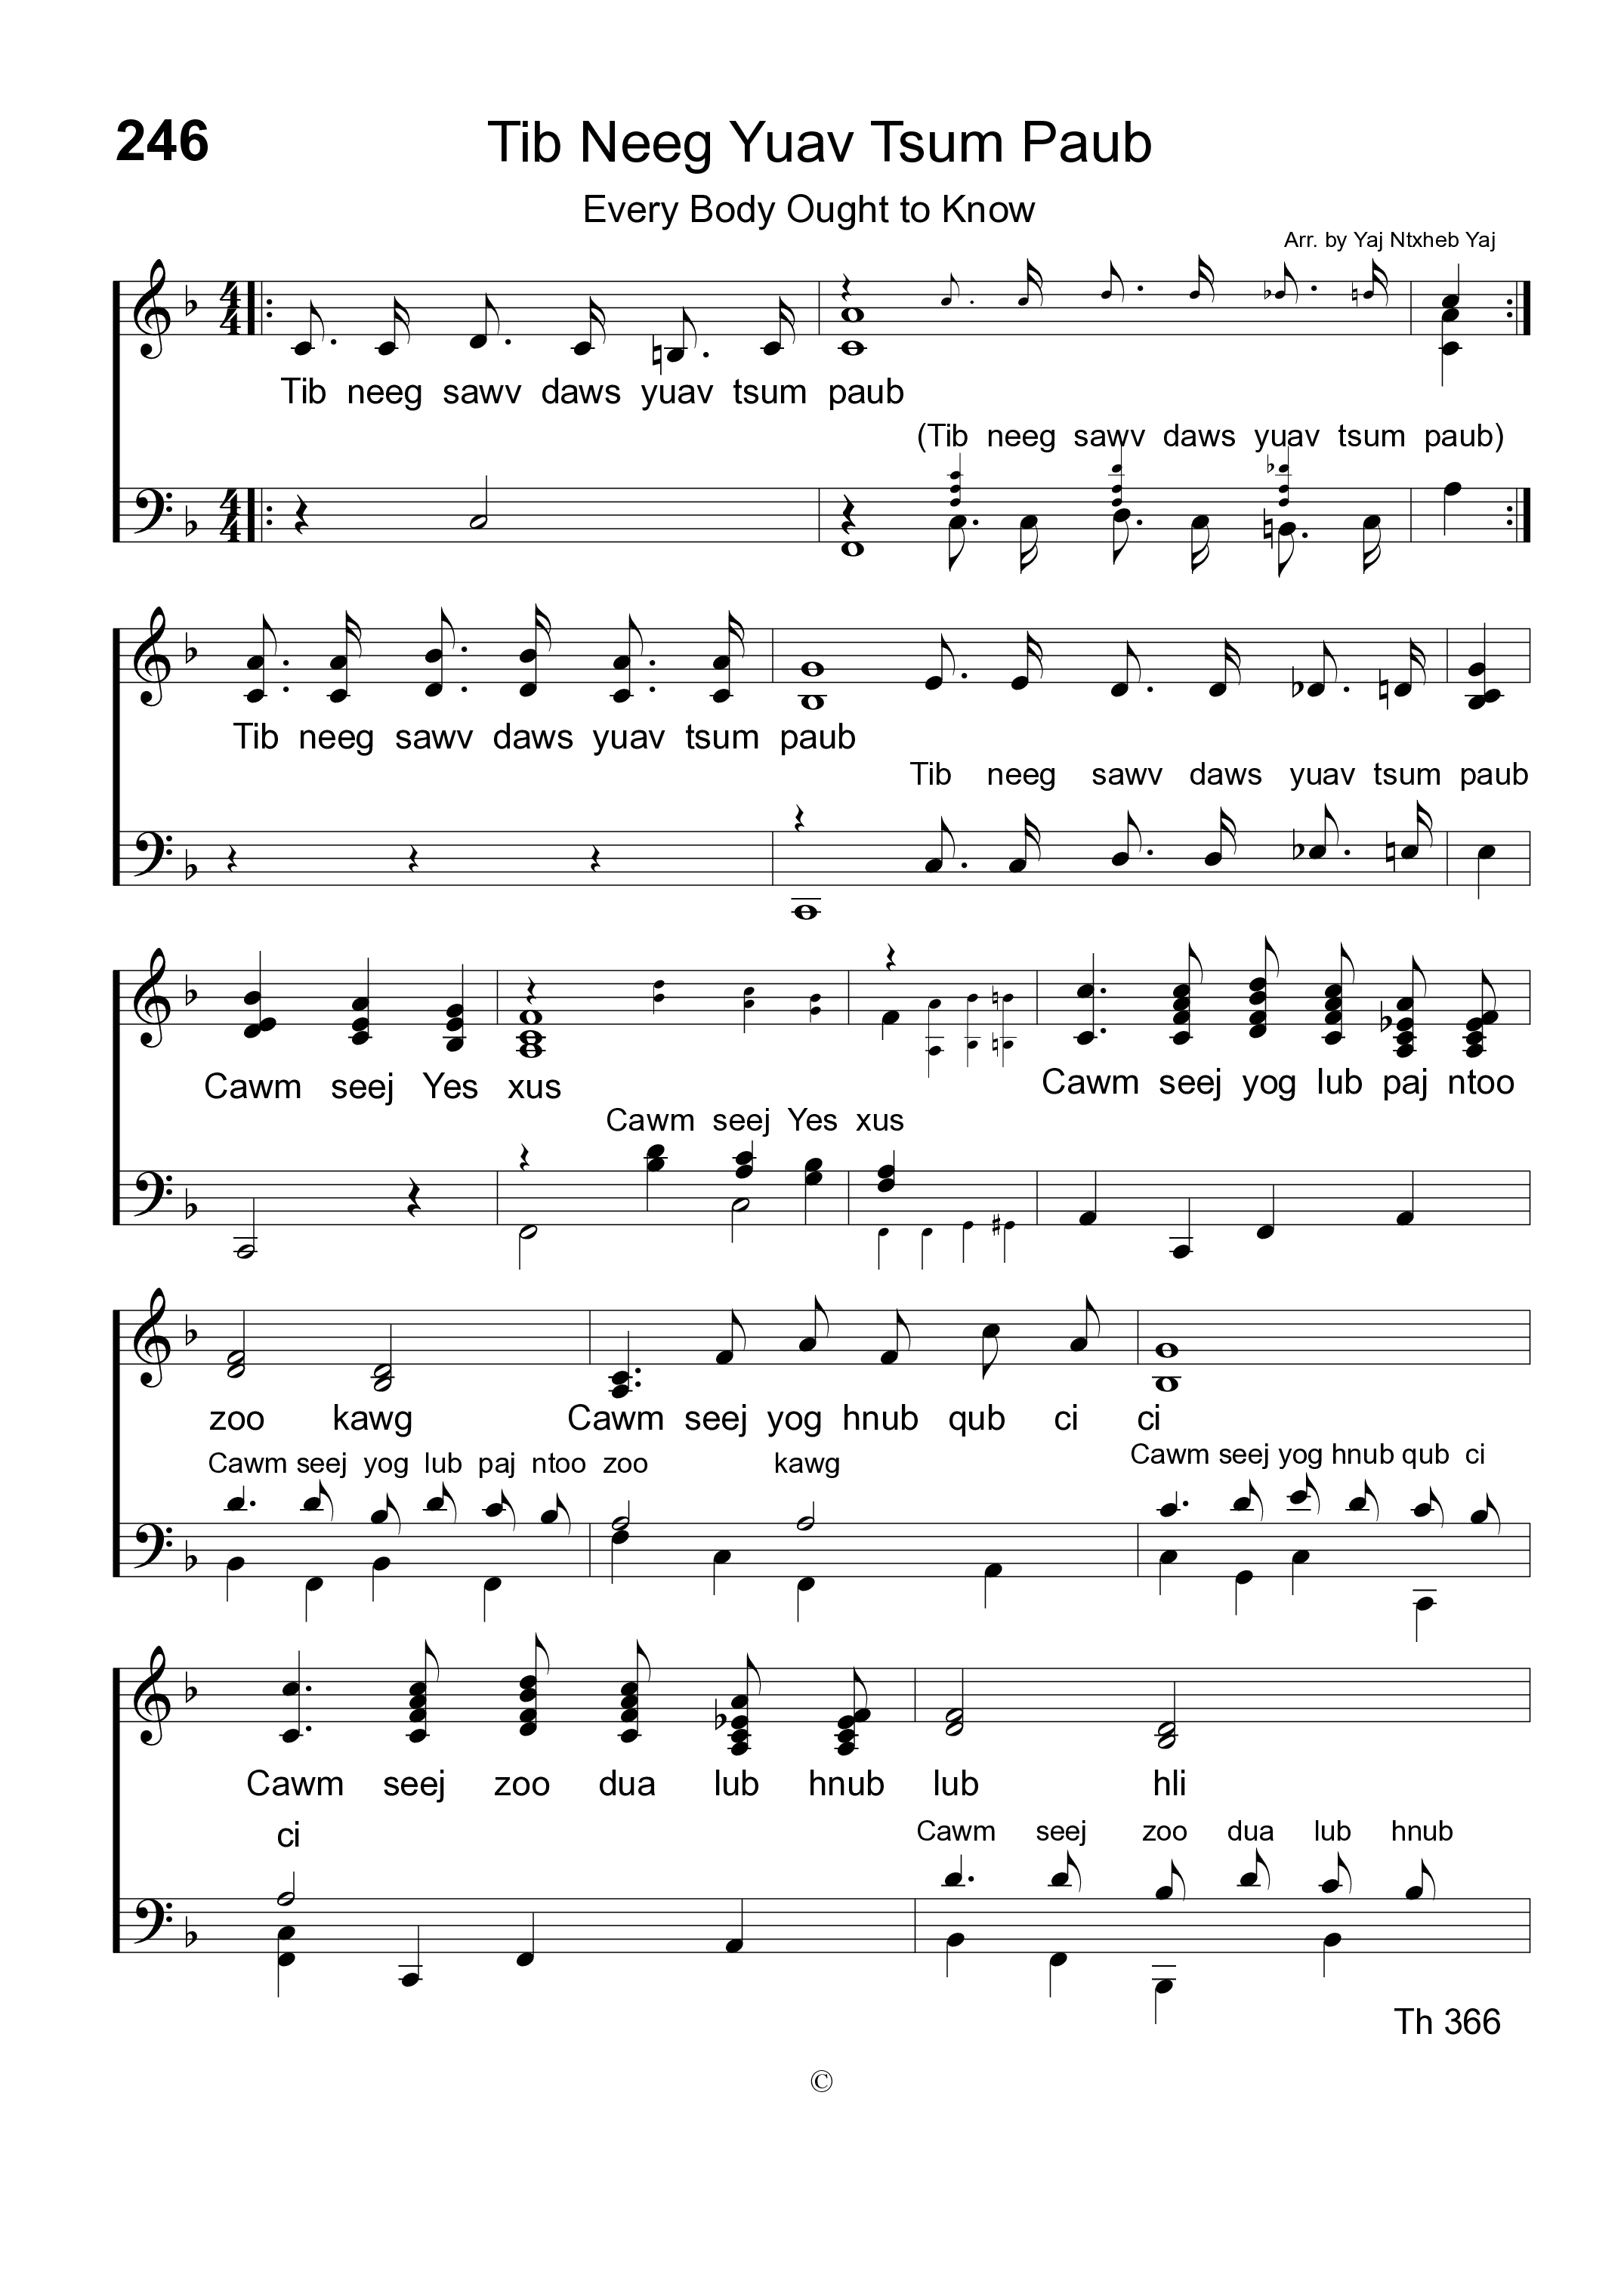 246
Tib Neeg Yuav Tsum Paub
Every Body Ought to Know
Arr. by Yaj Ntxheb Yaj
Tib neeg sawv daws yuav tsum paub
(Tib neeg sawv daws yuav tsum paub)
Tib neeg sawv daws yuav tsum paub
Tib neeg sawv daws yuav tsum paub
Cawm seej Yes xus Cawm seej yog lub paj ntoo
Cawm seej Yes xus
zoo kawg Cawm seej yog hnub qub ci ci
Cawm seej yog lub paj ntoo zoo kawg Cawm seej yog hnub qub ci
Cawm seej zoo dua lub hnub lub hli
ci Cawm seej zoo dua lub hnub
Th 366
©